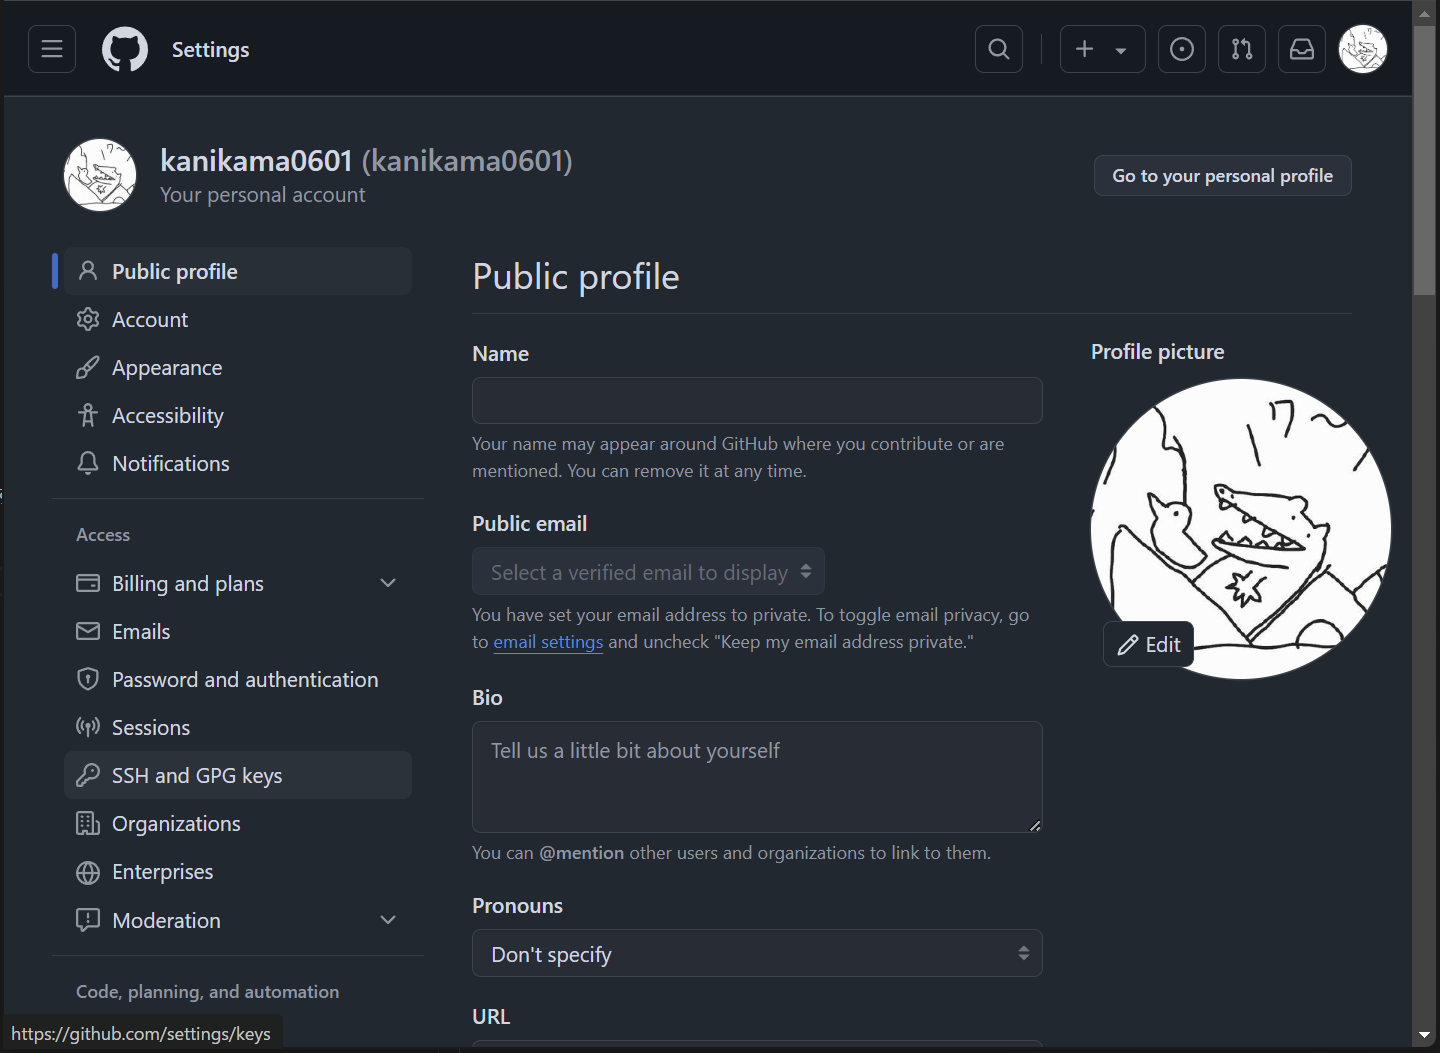 Settings
kanikama0601 (kanikama0601)
Your personal account
Go to your personal profile
Public profile
Account
Appearance
Accessibility
Notifications
Access
Billing and plans
Emails
Password and authentication
Sessions
SSH and GPG keys
Organizations
Enterprises
Moderation
Code, planning, and automation
https://github.com/settings/keys
Public profile
Name
Your name may appear around GitHub where you contribute or are
mentioned. You can remove it at any time.
Public email
Select a verified email to display
You have set your email address to private. To toggle email privacy, go
to email settings and uncheck "Keep my email address private."
Bio
Tell us a little bit about yourself
You can @mention other users and organizations to link to them.
Pronouns
Don't specify
URL
Profile picture
Edit